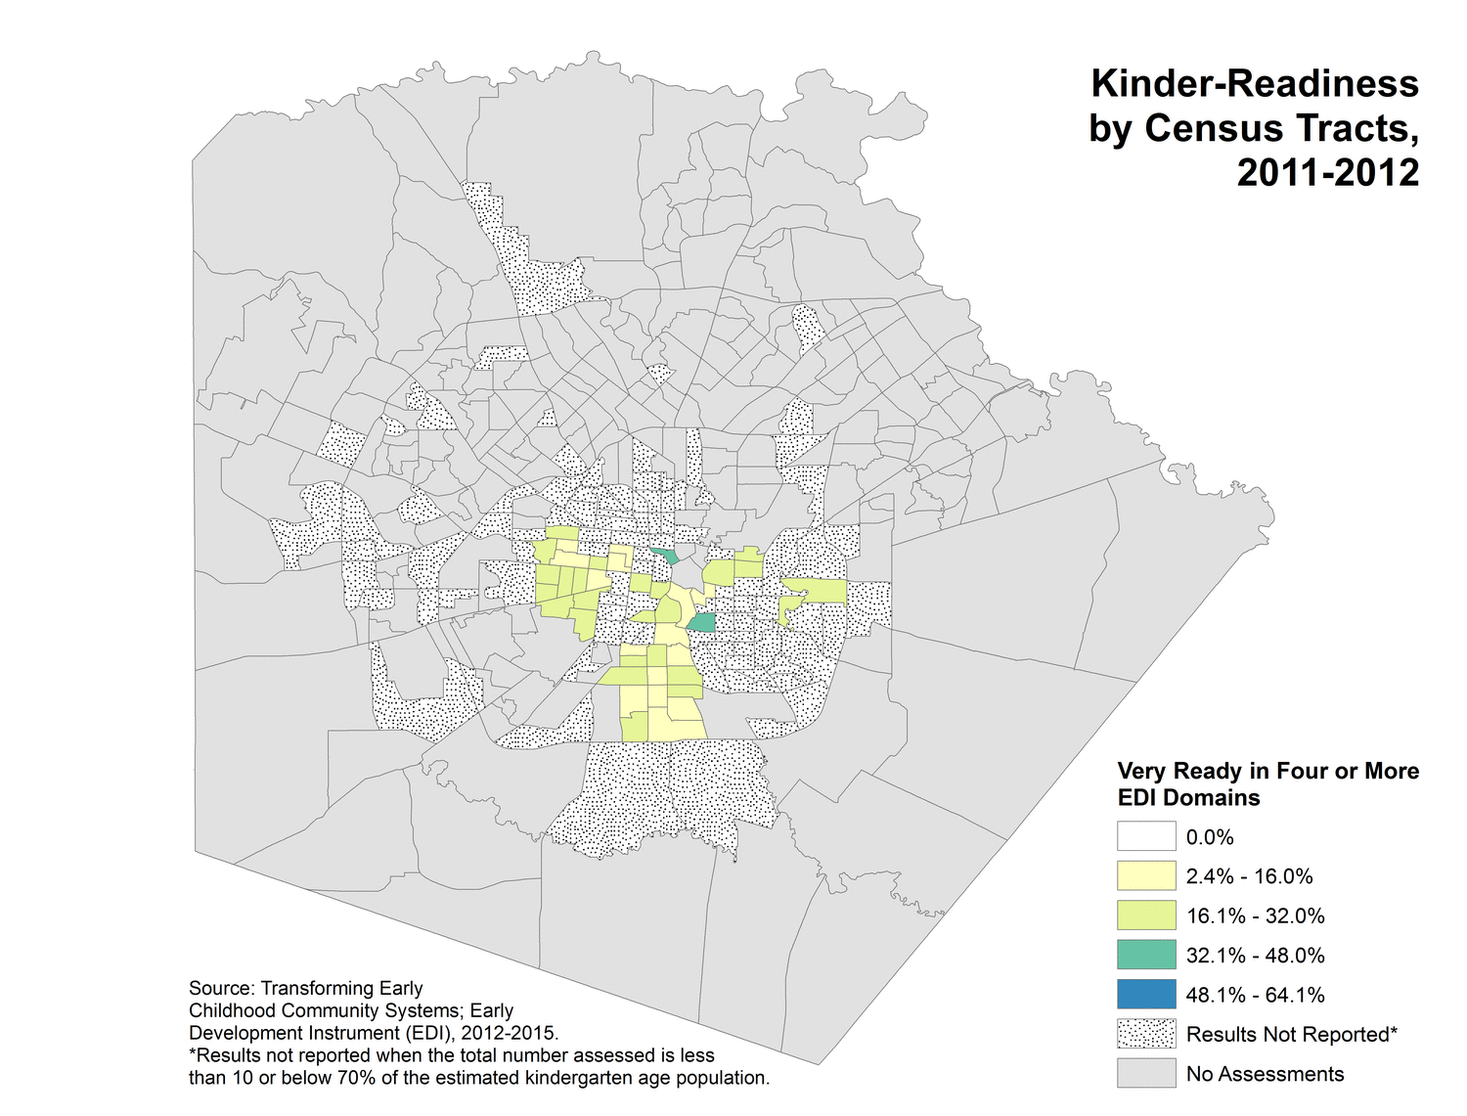 Kinder-Readiness
by Census Tracts,
2011-2012
Very Ready in Four or More
EDI Domains
0.0%
2.4% - 16.0%
16.1% - 32.0%
32.1% - 48.0%
48.1% - 64.1%
Results Not Reported*
No Assessments
Source: Transforming Early
Childhood Community Systems; Early
Development Instrument (EDI), 2012-2015.
*Results not reported when the total number assessed is less
than 10 or below 70% of the estimated kindergarten age population.